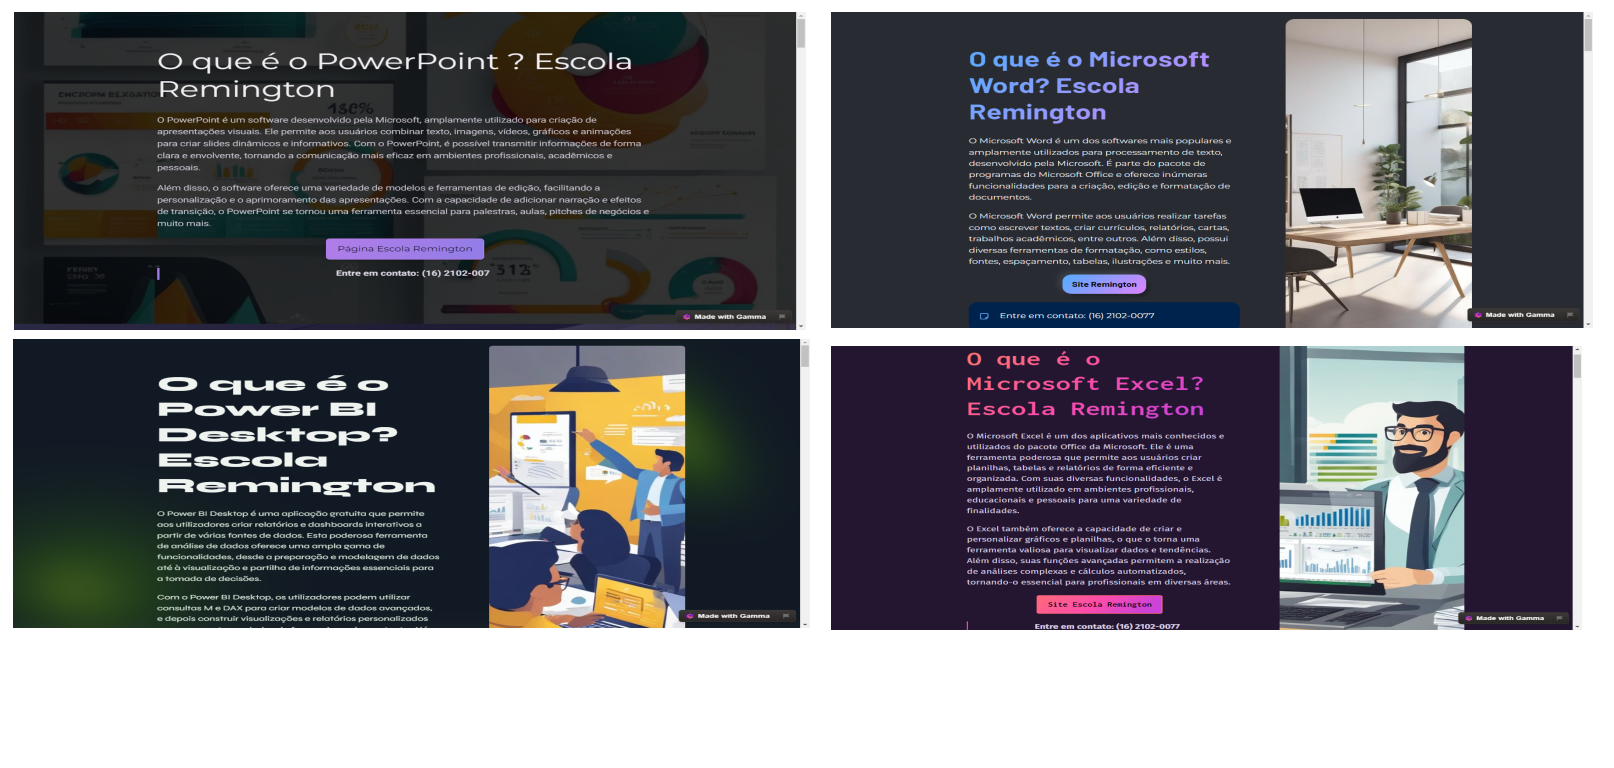 O que é o PowerPoint ? Escola
Remington
O PowerPoint é um software desenvolvido pela Microsoft, amplamente utilizado para criação de
apresentações visuais. Ele permite aos usuários combinar texto, imagens, vídeos, gráficos e animações
para criar slides dinâmicos e informativos. Com o PowerPoint, é possível transmitir informações de forma
clara e envolvente, tornando a comunicação mais eficaz em ambientes profissionais, acadêmicos e
pessoais.
Além disso, o software oferece uma variedade de modelos e ferramentas de edição, facilitando a
personalização e o aprimoramento das apresentações. Com a capacidade de adicionar narração e efeitos
de transição, o PowerPoint se tornou uma ferramenta essencial para palestras, aulas, pitches de negócios e
muito mais.
Página Escola Remington
Entre em contato: (16) 2102-007
Made with Gamma
O que é o Microsoft
Word? Escola
Remington
O Microsoft Word é um dos softwares mais populares e
amplamente utilizados para processamento de texto,
desenvolvido pela Microsoft. É parte do pacote de
programas do Microsoft Office e oferece inúmeras
funcionalidades para a criação, edição e formatação de
documentos.
O Microsoft Word permite aos usuários realizar tarefas
como escrever textos, criar currículos, relatórios, cartas,
trabalhos acadêmicos, entre outros. Além disso, possui
diversas ferramentas de formatação, como estilos,
fontes, espaçamento, tabelas, ilustrações e muito mais.
Site Remington
Entre em contato: (16) 2102-0077
Made with Gamma
O que é o
Power BI
Desktop?
Escola
Remington
O Power BI Desktop é uma aplicação gratuita que permite
aos utilizadores criar relatórios e dashboards interativos a
partir de várias fontes de dados. Esta poderosa ferramenta
de análise de dados oferece uma ampla gama de
funcionalidades, desde a preparação e modelagem de dados
até à visualização e partilha de informações essenciais para
a tomada de decisões.
Com o Power BI Desktop, os utilizadores podem utilizar
consultas M e DAX para criar modelos de dados avançados,
e depois construir visualizações e relatórios personalizados
Made with Gamma
O que é o
Microsoft Excel?
Escola Remington
O Microsoft Excel é um dos aplicativos mais conhecidos e
utilizados do pacote Office da Microsoft. Ele é uma
ferramenta poderosa que permite aos usuários criar
planilhas, tabelas e relatórios de forma eficiente e
organizada. Com suas diversas funcionalidades, o Excel é
amplamente utilizado em ambientes profissionais,
educacionais e pessoais para uma variedade de
finalidades.
O Excel também oferece a capacidade de criar e
personalizar gráficos e planilhas, o que o torna uma
ferramenta valiosa para visualizar dados e tendências.
Além disso, suas funções avançadas permitem a realização
de análises complexas e cálculos automatizados,
tornando-o essencial para profissionais em diversas áreas.
Site Escola Remington
Entre em contato: (16) 2102-0077
Made with Gamma